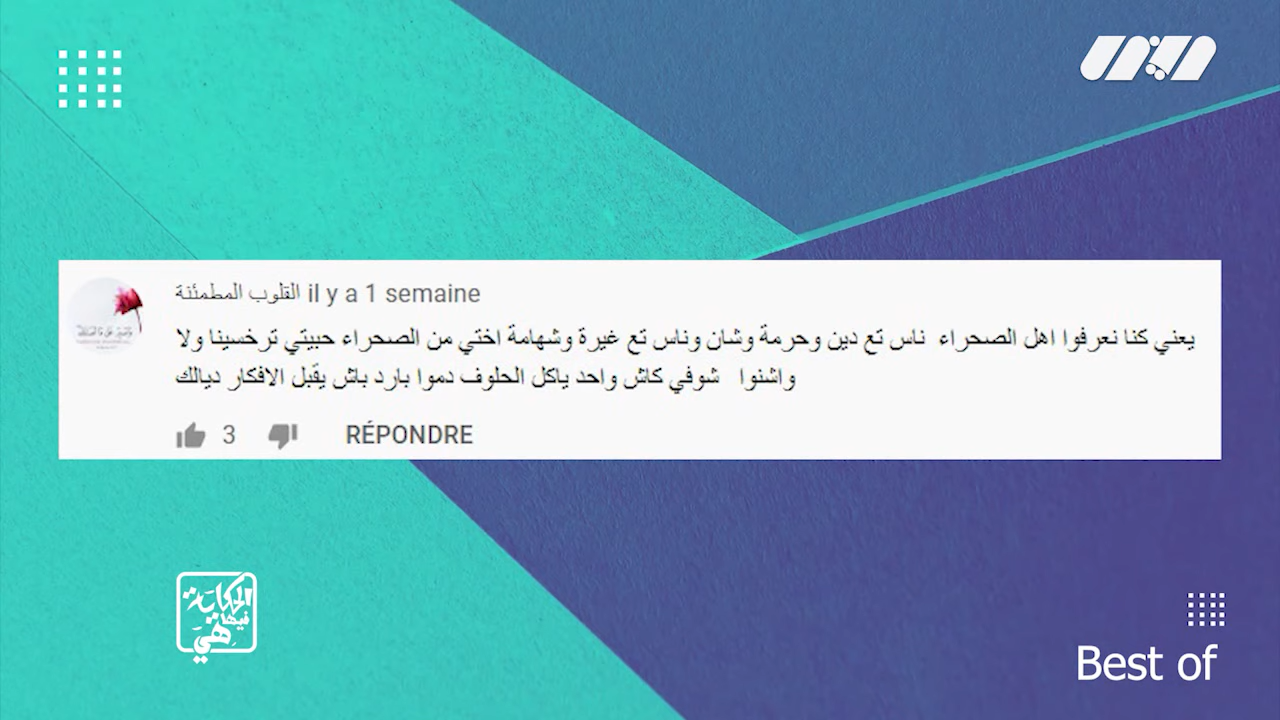 القلوب المطمئنة il y a 1 semaine
يعني كنا نعرفوا اهل الصحراء ناس تع دين وحرمة وشان وناس تع غيرة وشهامة اختي من الصحراء حبيتي ترخسينا ولا
واشنوا شوفي كاش واحد ياكل الحلوف دموا بارد باش يقبل الافكار ديالك
3 RÉPONDRE
الحكاية
فيها
هي
Best of